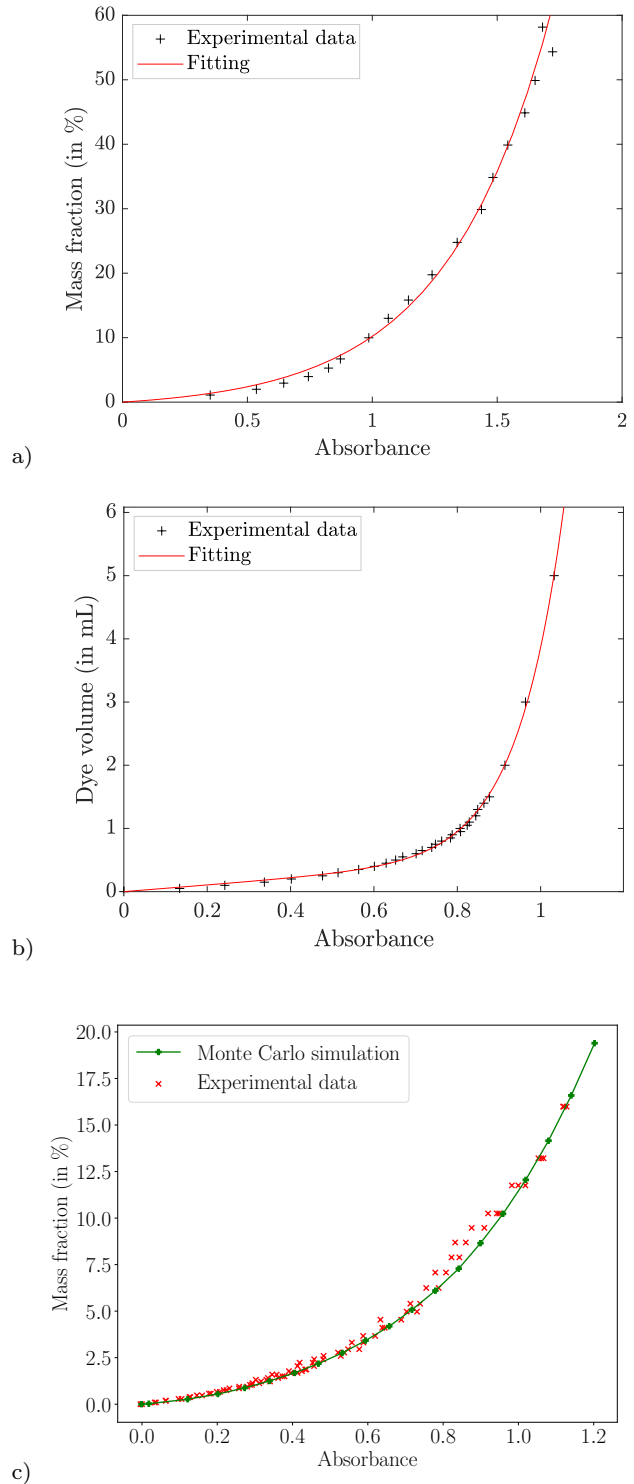 60
50
40
30
20
10
0
Mass fraction (in %)
Experimental data
Fitting
0 0.5 1 1.5 2
Absorbance
a)
6
5
4
3
2
1
0
Dye volume (in mL)
Experimental data
Fitting
0 0.2 0.4 0.6 0.8 1
Absorbance
b)
20.0
17.5
15.0
12.5
10.0
7.5
5.0
2.5
0.0
Mass fraction (in %)
Monte Carlo simulation
Experimental data
0.0 0.2 0.4 0.6 0.8 1.0 1.2
Absorbance
c)